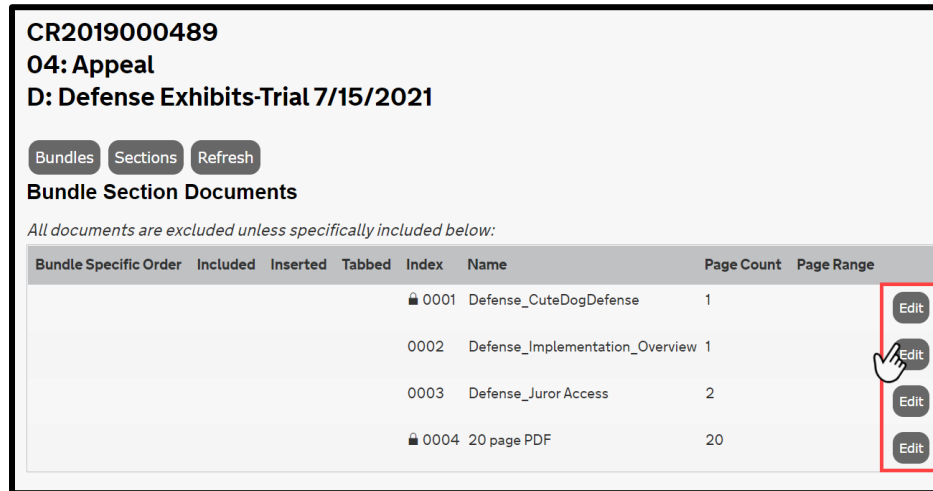 CR2019000489
04: Appeal
D: Defense Exhibits-Trial 7/15/2021
Bundles Sections Refresh
Bundle Section Documents
All documents are excluded unless specifically included below:
Bundle Specific Order Included Inserted Tabbed Index Name Page Count Page Range
0001 Defense_CuteDogDefense 1 Edit
0002 Defense_Implementation_Overview 1 Edit
0003 Defense_Juror Access 2 Edit
0004 20 page PDF 20 Edit